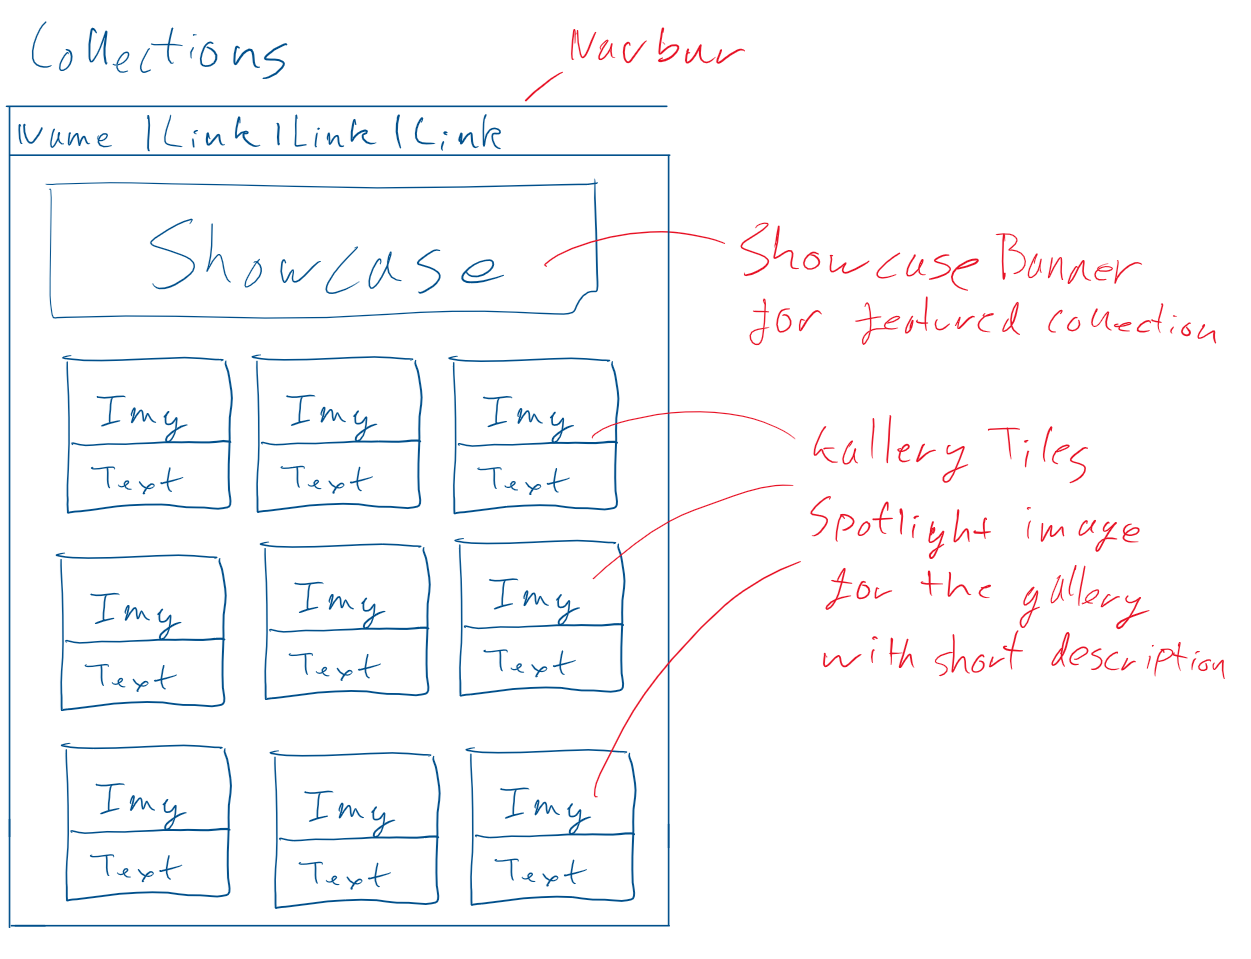 Collections
Navbar
Name | Link | Link | Link
Showcase
Showcase Banner
for featured collection
Img Img Img
Text Text Text
Gallery Tiles
Spotlight image
for the gallery
with short description
Img Img Img
Text Text Text
Img Img Img
Text Text Text